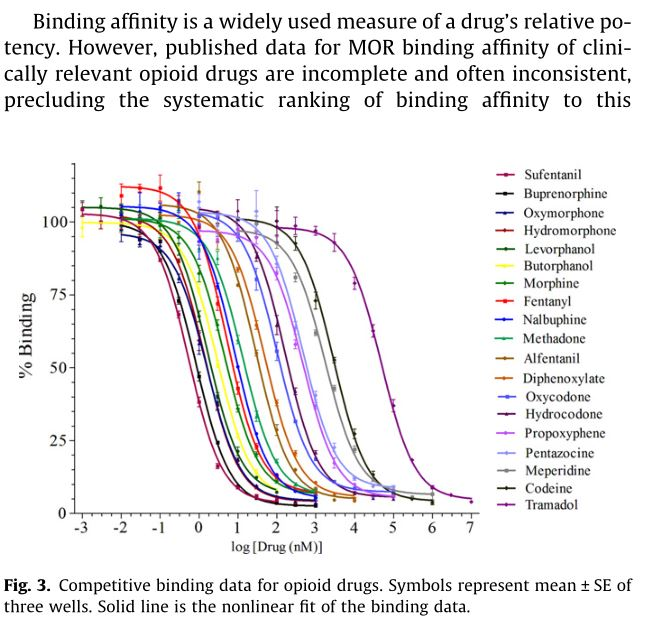 Binding affinity is a widely used measure of a drug's relative po-
tency. However, published data for MOR binding affinity of clini-
cally relevant opioid drugs are incomplete and often inconsistent,
precluding the systematic ranking of binding affinity to this
100
75
50
25
0
% Binding
-3 -2 -1 0 1 2 3 4 5 6 7
log [Drug (nM)]
Sufentanil
Buprenorphine
Oxymorphone
Hydromorphone
Levorphanol
Butorphanol
Morphine
Fentanyl
Nalbuphine
Methadone
Alfentanil
Diphenoxylate
Oxycodone
Hydrocodone
Propoxyphene
Pentazocine
Meperidine
Codeine
Tramadol
Fig. 3. Competitive binding data for opioid drugs. Symbols represent mean ± SE of
three wells. Solid line is the nonlinear fit of the binding data.